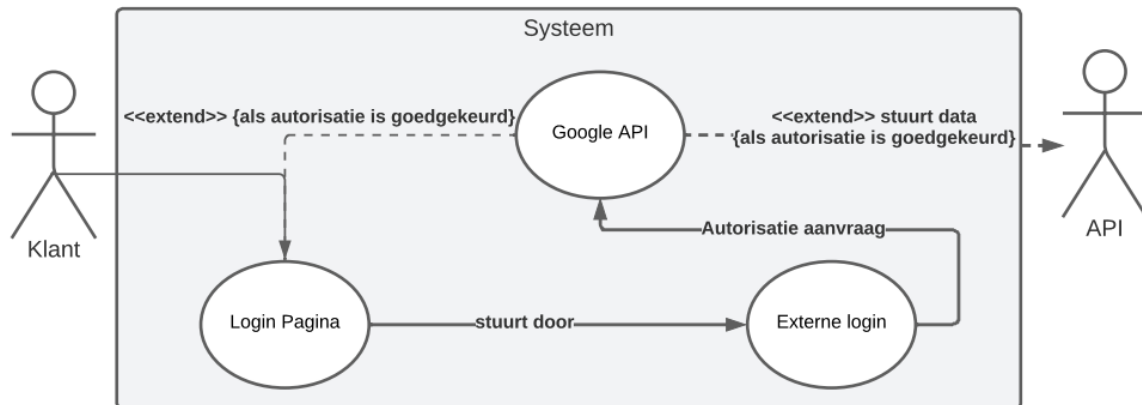 Systeem
<<extend>> {als autorisatie is goedgekeurd}
Google API
<<extend>> stuurt data
{als autorisatie is goedgekeurd}
Klant
API
Autorisatie aanvraag
Login Pagina
stuurt door
Externe login